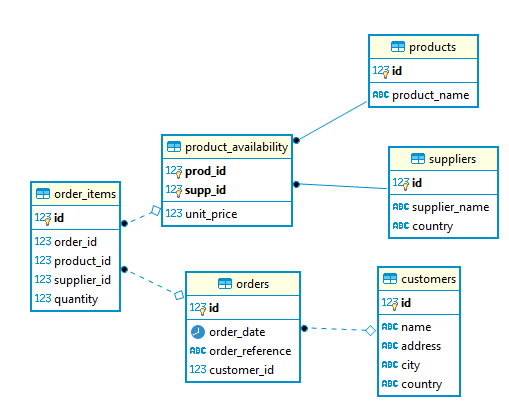 products
123 id
ABC product_name
product_availability
123 prod_id
123 supp_id
123 unit_price
suppliers
123 id
ABC supplier_name
ABC country
order_items
123 id
123 order_id
123 product_id
123 supplier_id
123 quantity
orders
123 id
order_date
ABC order_reference
123 customer_id
customers
123 id
ABC name
ABC address
ABC city
ABC country